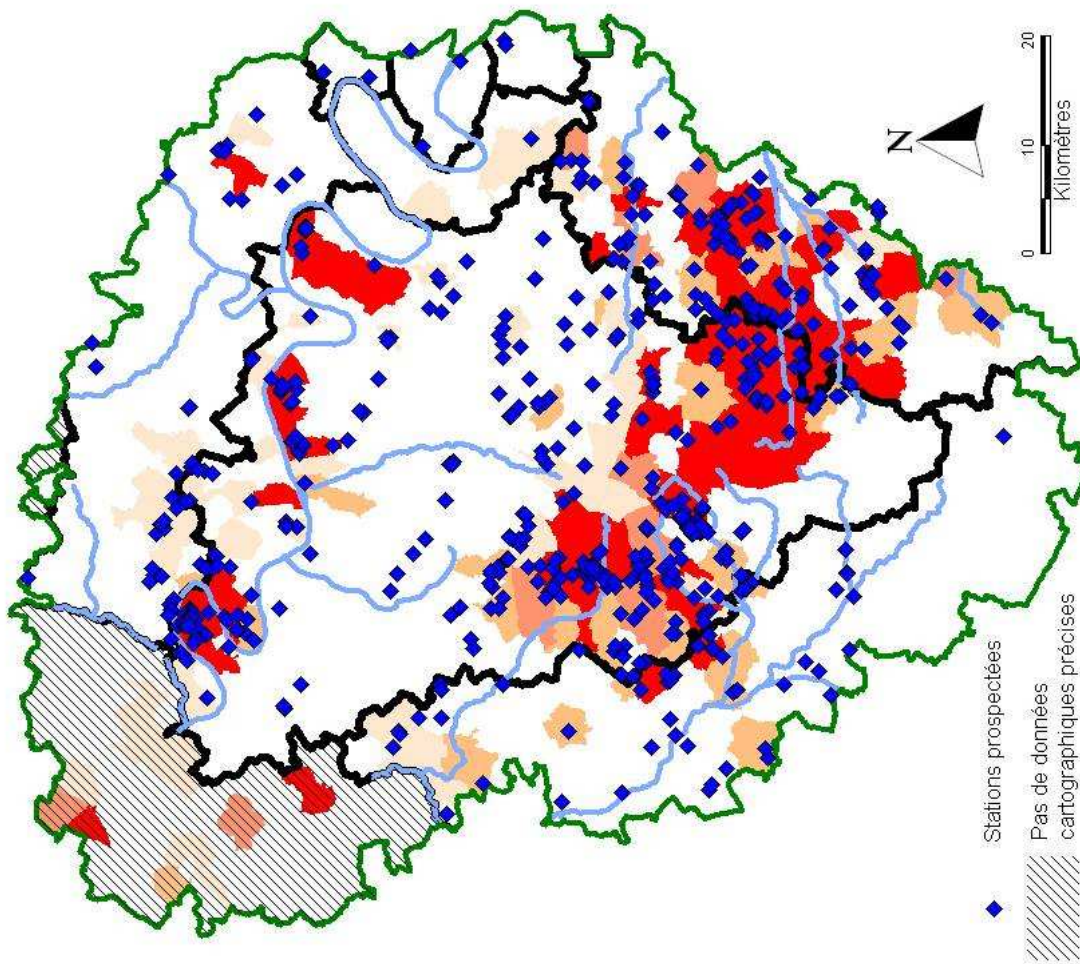 N
0 10 20
Kilomètres
Stations prospectées
Pas de données
cartographiques précises